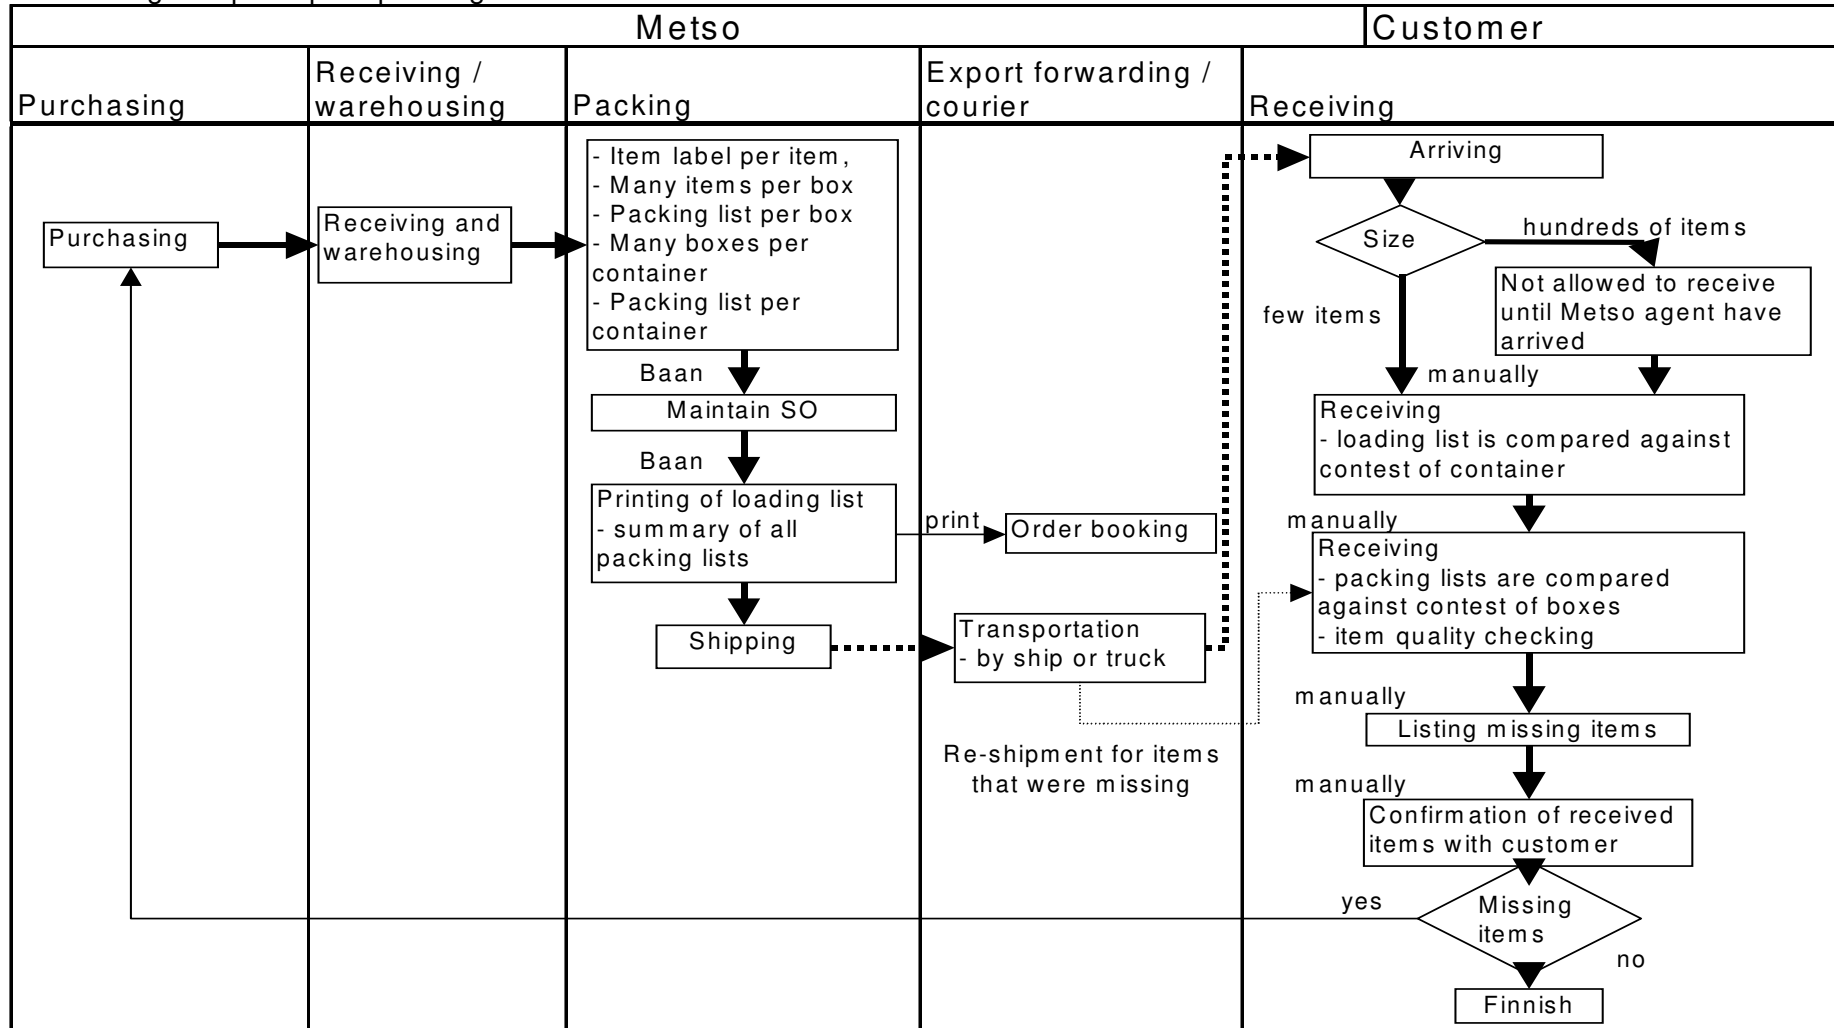 Metso
Customer
Purchasing
Receiving /
warehousing
Packing
Export forwarding /
courier
Receiving
Purchasing
Receiving and
warehousing
- Item label per item,
- Many items per box
- Packing list per box
- Many boxes per
container
- Packing list per
container
Baan
Maintain SO
Baan
Printing of loading list
- summary of all
packing lists
print
Order booking
Shipping
Transportation
- by ship or truck
Re-shipment for items
that were missing
Arriving
Size
hundreds of items
few items
Not allowed to receive
until Metso agent have
arrived
manually
Receiving
- loading list is compared against
contest of container
manually
Receiving
- packing lists are compared
against contest of boxes
- item quality checking
manually
Listing missing items
manually
Confirmation of received
items with customer
yes
Missing
items
no
Finnish